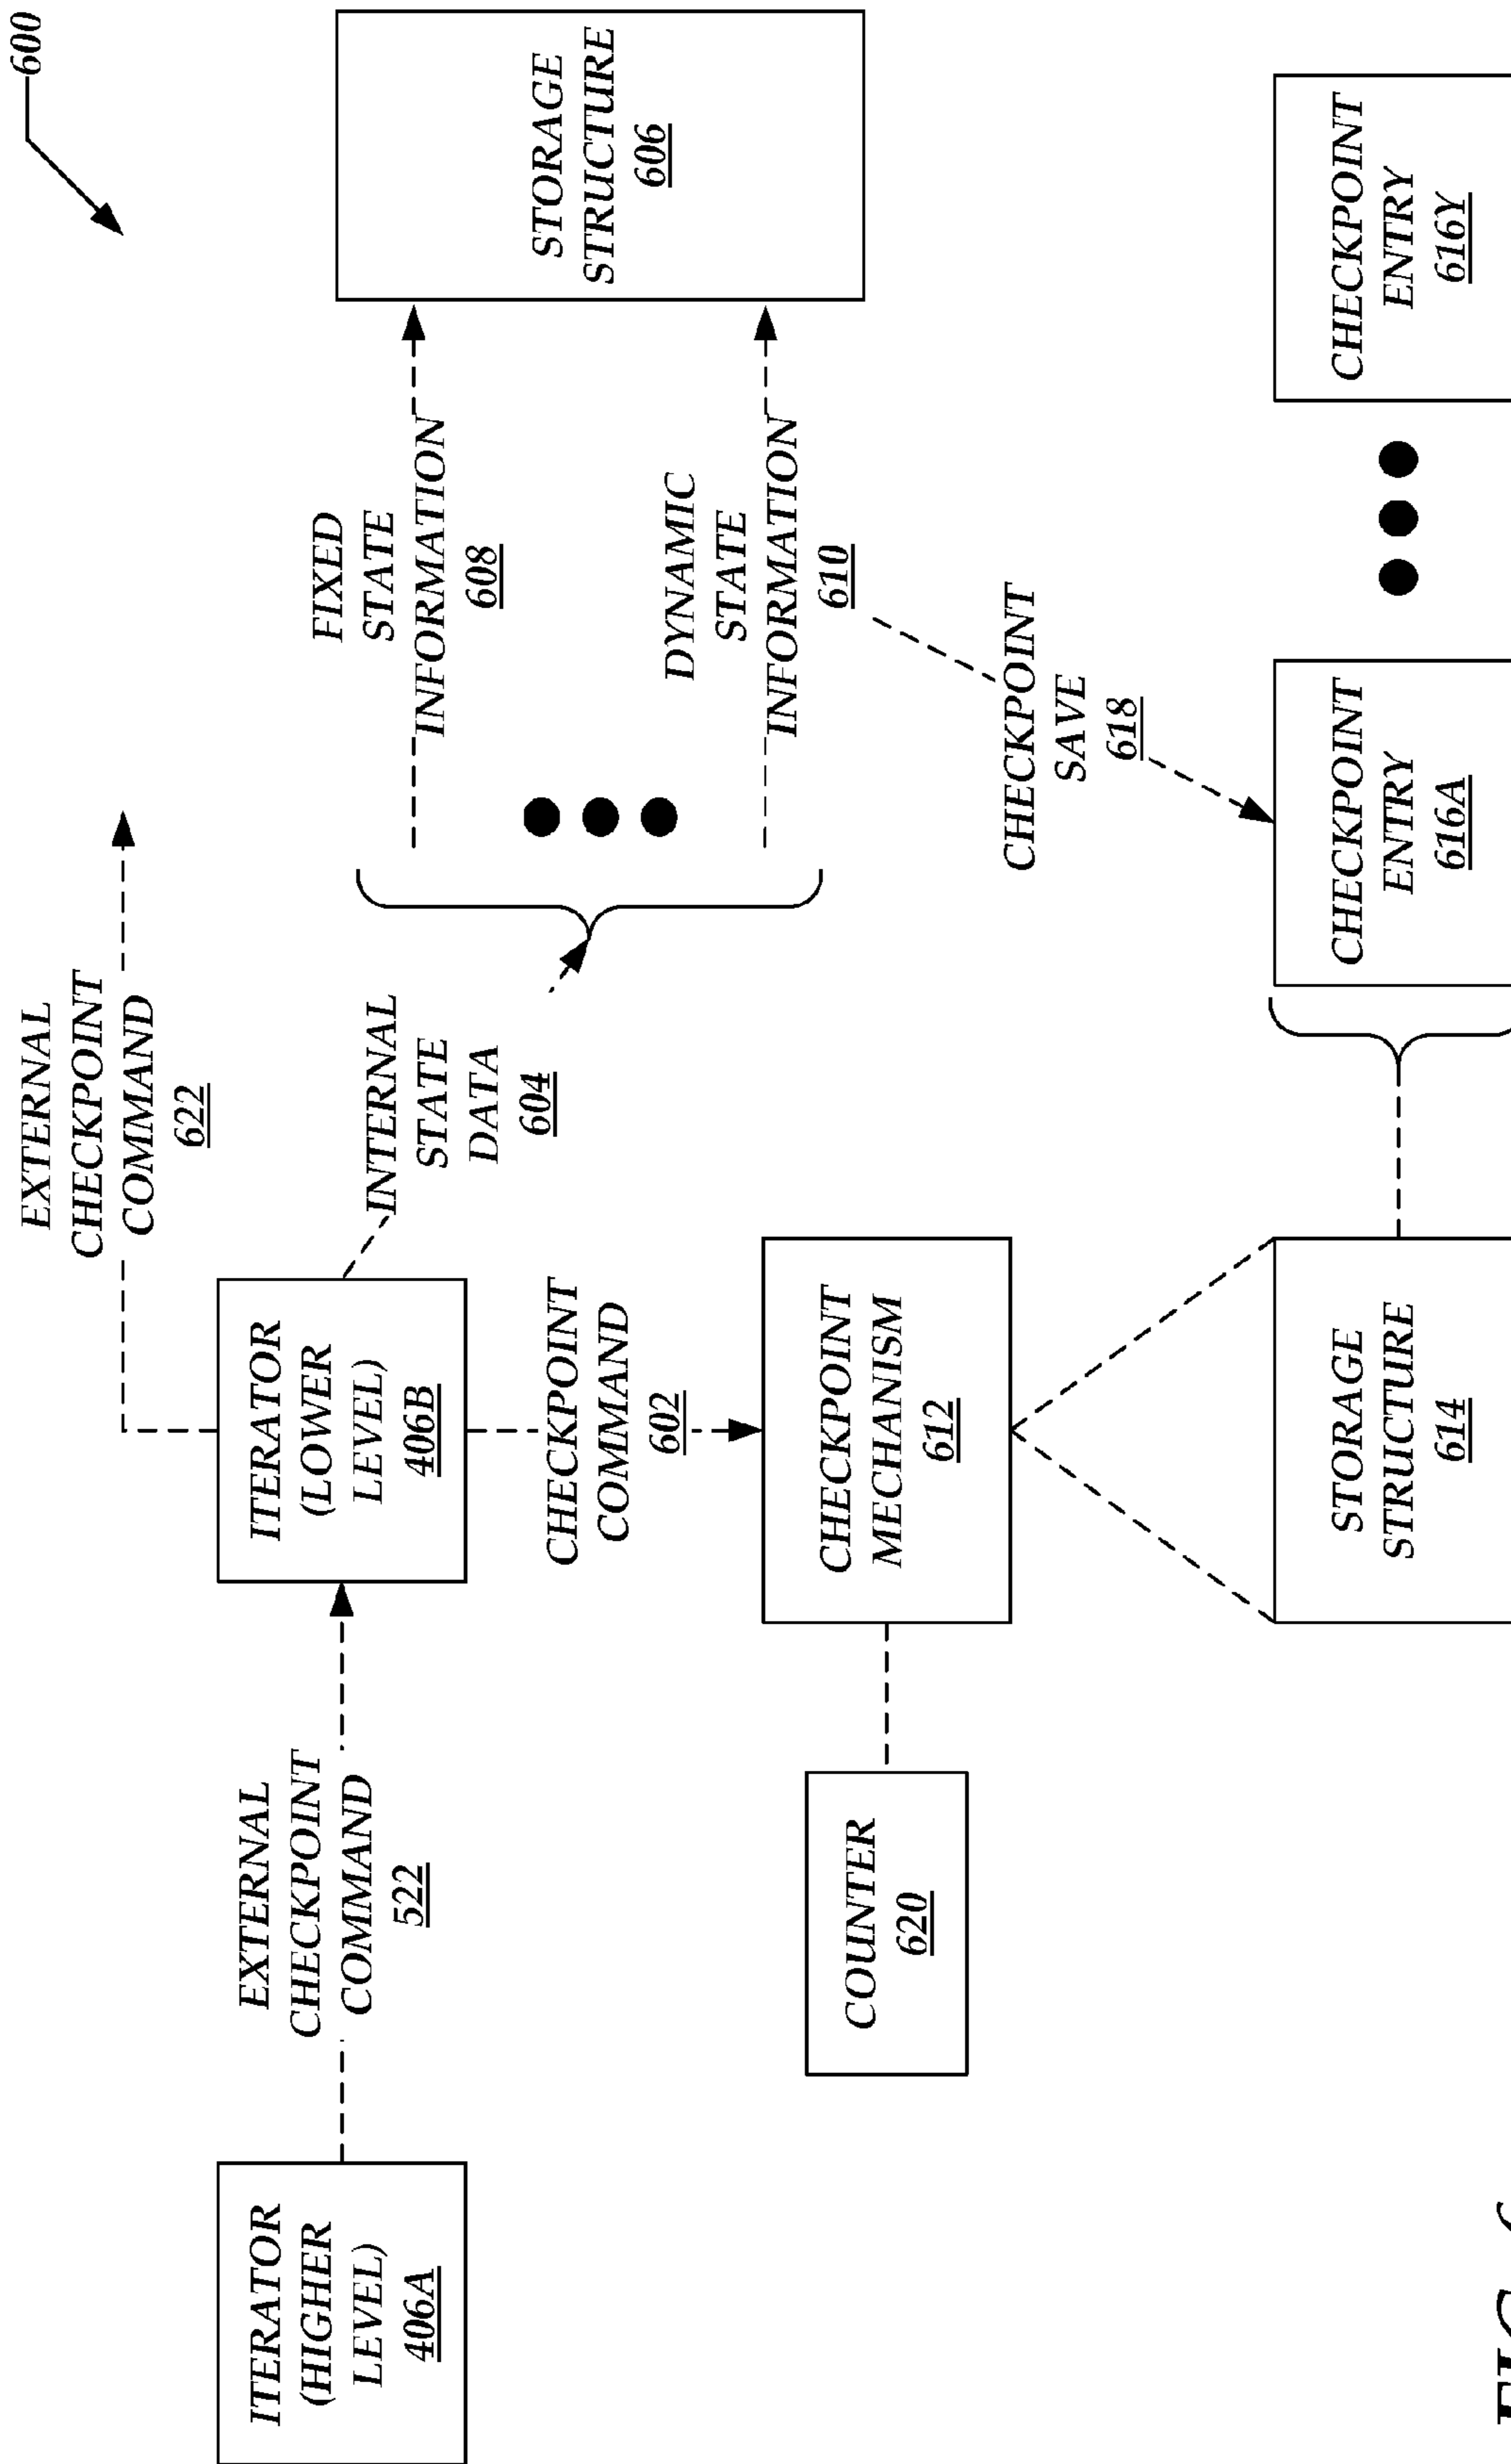 600
EXTERNAL
CHECKPOINT
COMMAND
622
ITERATOR
(HIGHER
LEVEL)
406A
EXTERNAL
CHECKPOINT
COMMAND
522
ITERATOR
(LOWER
LEVEL)
406B
INTERNAL
STATE
DATA
604
FIXED
STATE
INFORMATION
608
DYNAMIC
STATE
INFORMATION
610
STORAGE
STRUCTURE
606
CHECKPOINT
COMMAND
602
COUNTER
620
CHECKPOINT
MECHANISM
612
CHECKPOINT
SAVE
618
STORAGE
STRUCTURE
614
CHECKPOINT
ENTRY
616A
CHECKPOINT
ENTRY
616Y